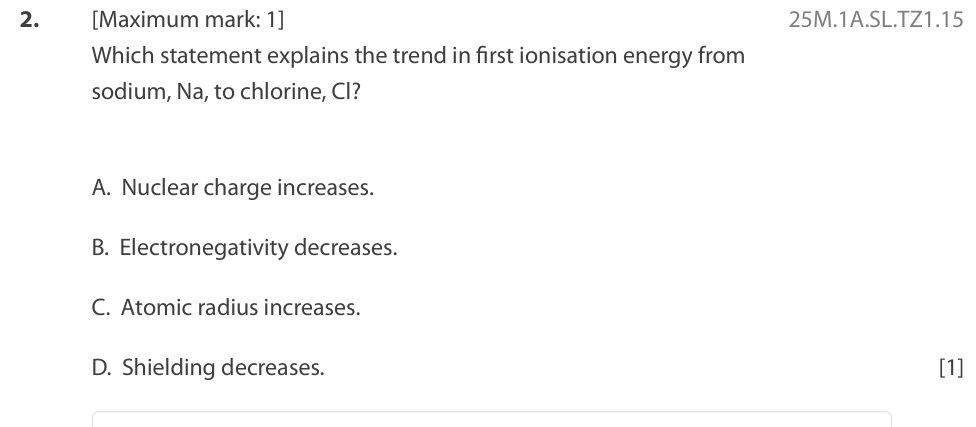 2. [Maximum mark: 1] 25M.1A.SL.TZ1.15
Which statement explains the trend in first ionisation energy from
sodium, Na, to chlorine, Cl?
A. Nuclear charge increases.
B. Electronegativity decreases.
C. Atomic radius increases.
D. Shielding decreases. [1]